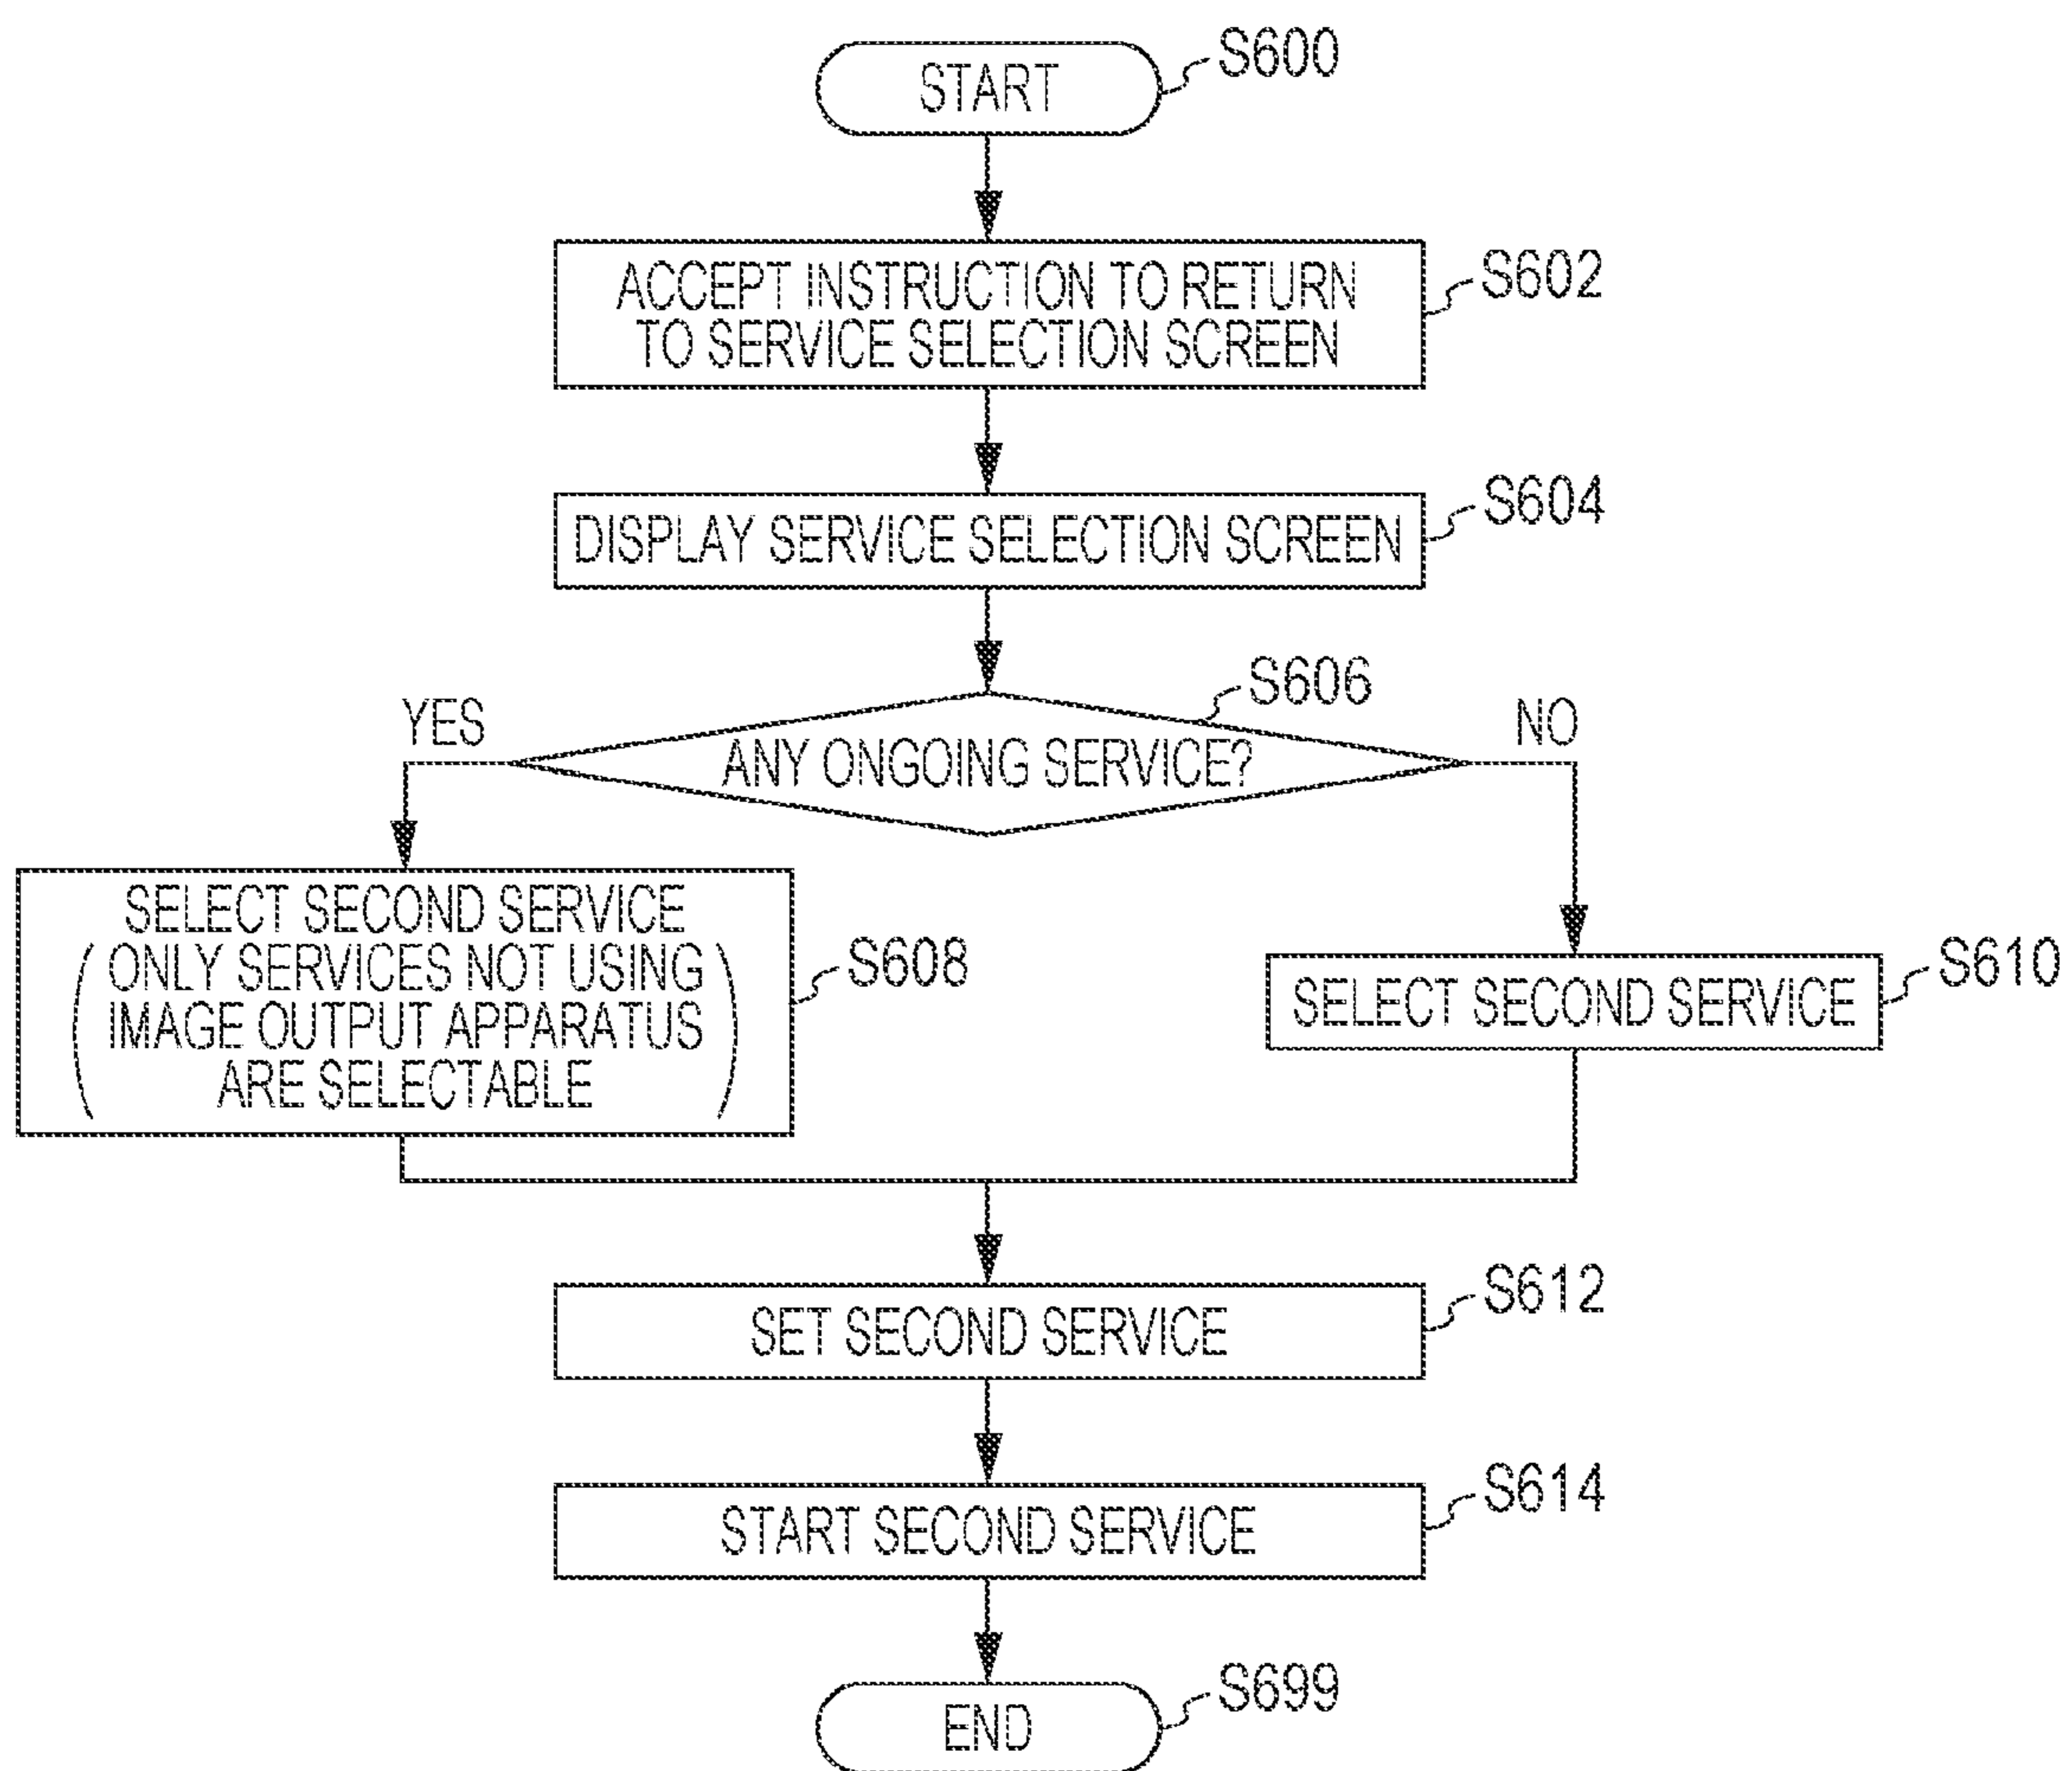 START
S600
ACCEPT INSTRUCTION TO RETURN
TO SERVICE SELECTION SCREEN
S602
DISPLAY SERVICE SELECTION SCREEN
S604
S606
YES
ANY ONGOING SERVICE?
NO
SELECT SECOND SERVICE
( ONLY SERVICES NOT USING
IMAGE OUTPUT APPARATUS
ARE SELECTABLE )
S608
SELECT SECOND SERVICE
S610
SET SECOND SERVICE
S612
START SECOND SERVICE
S614
END
S699